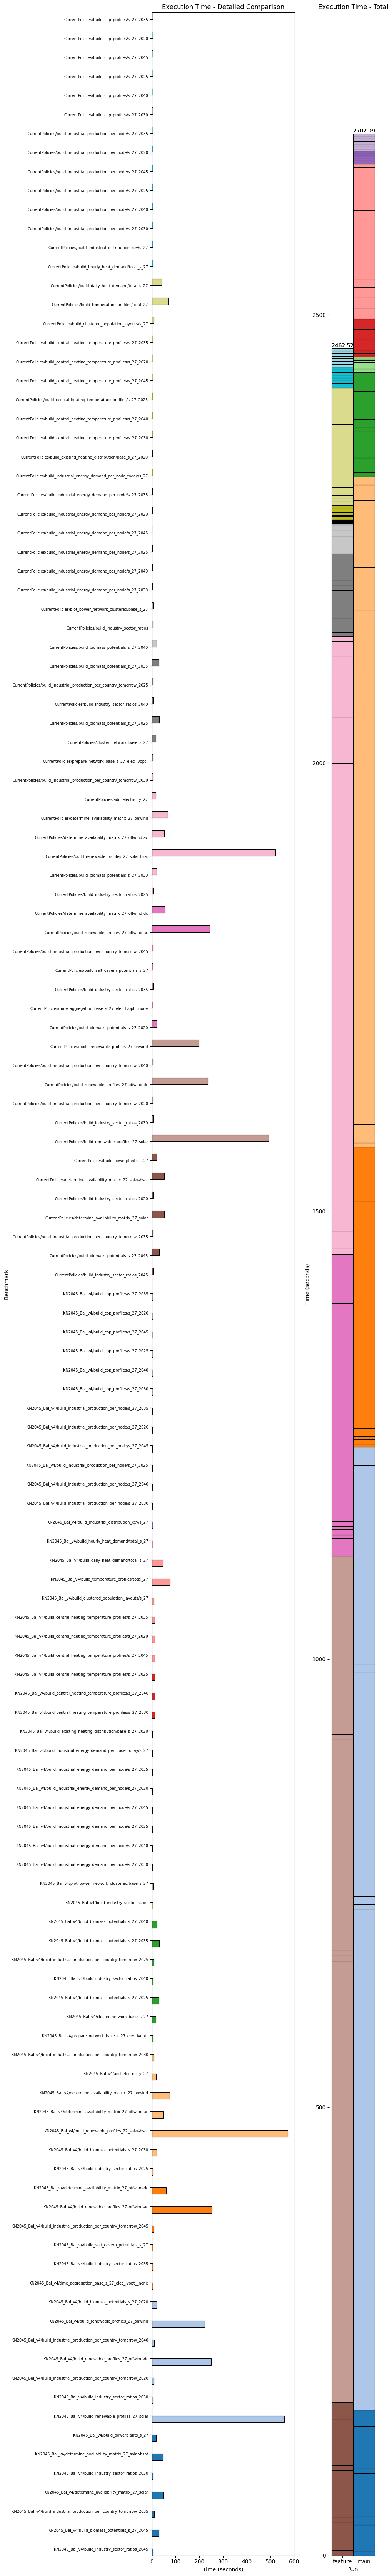 Execution Time - Detailed Comparison
Execution Time - Total
CurrentPolicies/build_cop_profiles/s_27_2035
CurrentPolicies/build_cop_profiles/s_27_2020
CurrentPolicies/build_cop_profiles/s_27_2045
CurrentPolicies/build_cop_profiles/s_27_2025
CurrentPolicies/build_cop_profiles/s_27_2040
CurrentPolicies/build_cop_profiles/s_27_2030
CurrentPolicies/build_industrial_production_per_node/s_27_2035
CurrentPolicies/build_industrial_production_per_node/s_27_2020
CurrentPolicies/build_industrial_production_per_node/s_27_2045
CurrentPolicies/build_industrial_production_per_node/s_27_2025
CurrentPolicies/build_industrial_production_per_node/s_27_2040
CurrentPolicies/build_industrial_production_per_node/s_27_2030
CurrentPolicies/build_industrial_distribution_key/s_27
CurrentPolicies/build_hourly_heat_demand/total_s_27
CurrentPolicies/build_daily_heat_demand/total_s_27
CurrentPolicies/build_temperature_profiles/total_27
CurrentPolicies/build_clustered_population_layouts/s_27
CurrentPolicies/build_central_heating_temperature_profiles/s_27_2035
CurrentPolicies/build_central_heating_temperature_profiles/s_27_2020
CurrentPolicies/build_central_heating_temperature_profiles/s_27_2045
CurrentPolicies/build_central_heating_temperature_profiles/s_27_2025
CurrentPolicies/build_central_heating_temperature_profiles/s_27_2040
CurrentPolicies/build_central_heating_temperature_profiles/s_27_2030
CurrentPolicies/build_existing_heating_distribution/base_s_27_2020
CurrentPolicies/build_industrial_energy_demand_per_node_today/s_27
CurrentPolicies/build_industrial_energy_demand_per_node/s_27_2035
CurrentPolicies/build_industrial_energy_demand_per_node/s_27_2020
CurrentPolicies/build_industrial_energy_demand_per_node/s_27_2045
CurrentPolicies/build_industrial_energy_demand_per_node/s_27_2025
CurrentPolicies/build_industrial_energy_demand_per_node/s_27_2040
CurrentPolicies/build_industrial_energy_demand_per_node/s_27_2030
CurrentPolicies/plot_power_network_clustered/base_s_27
CurrentPolicies/build_industry_sector_ratios
CurrentPolicies/build_biomass_potentials_s_27_2040
CurrentPolicies/build_biomass_potentials_s_27_2035
CurrentPolicies/build_industrial_production_per_country_tomorrow_2025
CurrentPolicies/build_industry_sector_ratios_2040
CurrentPolicies/build_biomass_potentials_s_27_2025
CurrentPolicies/cluster_network_base_s_27
CurrentPolicies/prepare_network_base_s_27_elec_lvopt_
CurrentPolicies/build_industrial_production_per_country_tomorrow_2030
CurrentPolicies/add_electricity_27
CurrentPolicies/determine_availability_matrix_27_onwind
CurrentPolicies/determine_availability_matrix_27_offwind-ac
CurrentPolicies/build_renewable_profiles_27_solar-hsat
CurrentPolicies/build_biomass_potentials_s_27_2030
CurrentPolicies/build_industry_sector_ratios_2025
CurrentPolicies/determine_availability_matrix_27_offwind-dc
CurrentPolicies/build_renewable_profiles_27_offwind-ac
CurrentPolicies/build_industrial_production_per_country_tomorrow_2045
CurrentPolicies/build_salt_cavern_potentials_s_27
CurrentPolicies/build_industry_sector_ratios_2035
CurrentPolicies/time_aggregation_base_s_27_elec_lvopt__none
CurrentPolicies/build_biomass_potentials_s_27_2020
CurrentPolicies/build_renewable_profiles_27_onwind
CurrentPolicies/build_industrial_production_per_country_tomorrow_2040
CurrentPolicies/build_renewable_profiles_27_offwind-dc
CurrentPolicies/build_industrial_production_per_country_tomorrow_2020
CurrentPolicies/build_industry_sector_ratios_2030
CurrentPolicies/build_renewable_profiles_27_solar
CurrentPolicies/build_powerplants_s_27
CurrentPolicies/determine_availability_matrix_27_solar-hsat
CurrentPolicies/build_industry_sector_ratios_2020
CurrentPolicies/determine_availability_matrix_27_solar
CurrentPolicies/build_industrial_production_per_country_tomorrow_2035
CurrentPolicies/build_biomass_potentials_s_27_2045
CurrentPolicies/build_industry_sector_ratios_2045
KN2045_Bal_v4/build_cop_profiles/s_27_2035
KN2045_Bal_v4/build_cop_profiles/s_27_2020
KN2045_Bal_v4/build_cop_profiles/s_27_2045
KN2045_Bal_v4/build_cop_profiles/s_27_2025
KN2045_Bal_v4/build_cop_profiles/s_27_2040
KN2045_Bal_v4/build_cop_profiles/s_27_2030
KN2045_Bal_v4/build_industrial_production_per_node/s_27_2035
KN2045_Bal_v4/build_industrial_production_per_node/s_27_2020
KN2045_Bal_v4/build_industrial_production_per_node/s_27_2045
KN2045_Bal_v4/build_industrial_production_per_node/s_27_2025
KN2045_Bal_v4/build_industrial_production_per_node/s_27_2040
KN2045_Bal_v4/build_industrial_production_per_node/s_27_2030
KN2045_Bal_v4/build_industrial_distribution_key/s_27
KN2045_Bal_v4/build_hourly_heat_demand/total_s_27
KN2045_Bal_v4/build_daily_heat_demand/total_s_27
KN2045_Bal_v4/build_temperature_profiles/total_27
KN2045_Bal_v4/build_clustered_population_layouts/s_27
KN2045_Bal_v4/build_central_heating_temperature_profiles/s_27_2035
KN2045_Bal_v4/build_central_heating_temperature_profiles/s_27_2020
KN2045_Bal_v4/build_central_heating_temperature_profiles/s_27_2045
KN2045_Bal_v4/build_central_heating_temperature_profiles/s_27_2025
KN2045_Bal_v4/build_central_heating_temperature_profiles/s_27_2040
KN2045_Bal_v4/build_central_heating_temperature_profiles/s_27_2030
KN2045_Bal_v4/build_existing_heating_distribution/base_s_27_2020
KN2045_Bal_v4/build_industrial_energy_demand_per_node_today/s_27
KN2045_Bal_v4/build_industrial_energy_demand_per_node/s_27_2035
KN2045_Bal_v4/build_industrial_energy_demand_per_node/s_27_2020
KN2045_Bal_v4/build_industrial_energy_demand_per_node/s_27_2045
KN2045_Bal_v4/build_industrial_energy_demand_per_node/s_27_2025
KN2045_Bal_v4/build_industrial_energy_demand_per_node/s_27_2040
KN2045_Bal_v4/build_industrial_energy_demand_per_node/s_27_2030
KN2045_Bal_v4/plot_power_network_clustered/base_s_27
KN2045_Bal_v4/build_industry_sector_ratios
KN2045_Bal_v4/build_biomass_potentials_s_27_2040
KN2045_Bal_v4/build_biomass_potentials_s_27_2035
KN2045_Bal_v4/build_industrial_production_per_country_tomorrow_2025
KN2045_Bal_v4/build_industry_sector_ratios_2040
KN2045_Bal_v4/build_biomass_potentials_s_27_2025
KN2045_Bal_v4/cluster_network_base_s_27
KN2045_Bal_v4/prepare_network_base_s_27_elec_lvopt_
KN2045_Bal_v4/build_industrial_production_per_country_tomorrow_2030
KN2045_Bal_v4/add_electricity_27
KN2045_Bal_v4/determine_availability_matrix_27_onwind
KN2045_Bal_v4/determine_availability_matrix_27_offwind-ac
KN2045_Bal_v4/build_renewable_profiles_27_solar-hsat
KN2045_Bal_v4/build_biomass_potentials_s_27_2030
KN2045_Bal_v4/build_industry_sector_ratios_2025
KN2045_Bal_v4/determine_availability_matrix_27_offwind-dc
KN2045_Bal_v4/build_renewable_profiles_27_offwind-ac
KN2045_Bal_v4/build_industrial_production_per_country_tomorrow_2045
KN2045_Bal_v4/build_salt_cavern_potentials_s_27
KN2045_Bal_v4/build_industry_sector_ratios_2035
KN2045_Bal_v4/time_aggregation_base_s_27_elec_lvopt__none
KN2045_Bal_v4/build_biomass_potentials_s_27_2020
KN2045_Bal_v4/build_renewable_profiles_27_onwind
KN2045_Bal_v4/build_industrial_production_per_country_tomorrow_2040
KN2045_Bal_v4/build_renewable_profiles_27_offwind-dc
KN2045_Bal_v4/build_industrial_production_per_country_tomorrow_2020
KN2045_Bal_v4/build_industry_sector_ratios_2030
KN2045_Bal_v4/build_renewable_profiles_27_solar
KN2045_Bal_v4/build_powerplants_s_27
KN2045_Bal_v4/determine_availability_matrix_27_solar-hsat
KN2045_Bal_v4/build_industry_sector_ratios_2020
KN2045_Bal_v4/determine_availability_matrix_27_solar
KN2045_Bal_v4/build_industrial_production_per_country_tomorrow_2035
KN2045_Bal_v4/build_biomass_potentials_s_27_2045
KN2045_Bal_v4/build_industry_sector_ratios_2045
Benchmark
0 100 200 300 400 500 600
Time (seconds)
2702.09
2462.52
2500
2000
1500
1000
500
0
Time (seconds)
feature main
Run